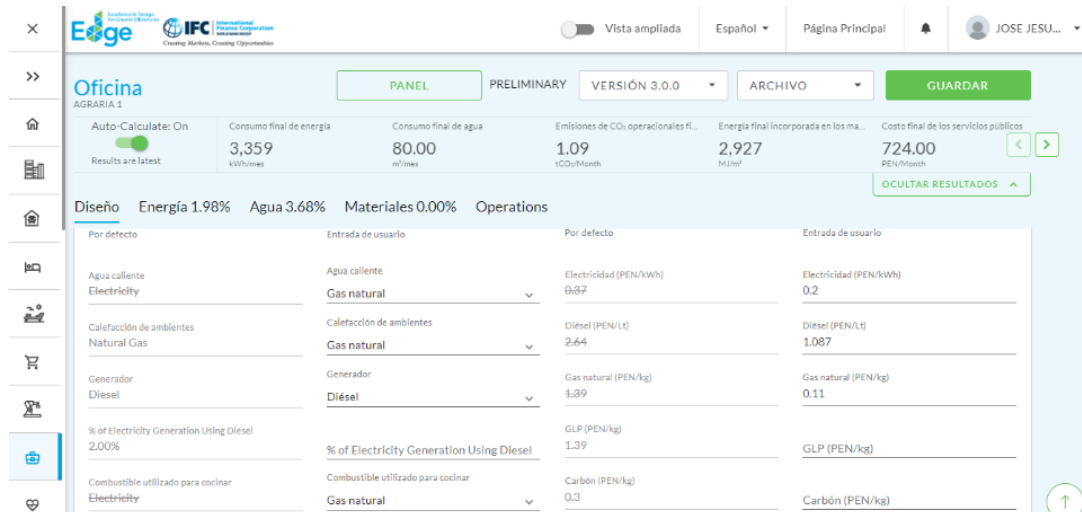 Excellence in Design
for Greater Efficiencies
Edge
IFC International Finance Corporation
WORLD BANK GROUP
Creating Markets, Creating Opportunities
Vista ampliada
Español
Página Principal
JOSE JESU...
Oficina
AGRARIA 1
PANEL
PRELIMINARY
VERSIÓN 3.0.0
ARCHIVO
GUARDAR
Auto-Calculate: On
Results are latest
Consumo final de energía
3,359
kWh/mes
Consumo final de agua
80.00
m³/mes
Emisiones de CO₂ operacionales fi...
1.09
tCO₂/Month
Energía final incorporada en los ma...
2,927
MJ/m²
Costo final de los servicios públicos
724.00
PEN/Month
OCULTAR RESULTADOS
Diseño Energía 1.98% Agua 3.68% Materiales 0.00% Operations
Por defecto
Entrada de usuario
Por defecto
Entrada de usuario
Agua caliente
Electricity
Agua caliente
Gas natural
Electricidad (PEN/kWh)
0.37
Electricidad (PEN/kWh)
0.2
Calefacción de ambientes
Natural Gas
Calefacción de ambientes
Gas natural
Diésel (PEN/Lt)
2.64
Diésel (PEN/Lt)
1.087
Generador
Diesel
Generador
Diésel
Gas natural (PEN/kg)
1.39
Gas natural (PEN/kg)
0.11
% of Electricity Generation Using Diesel
2.00%
% of Electricity Generation Using Diesel
GLP (PEN/kg)
1.39
GLP (PEN/kg)
Combustible utilizado para cocinar
Electricity
Combustible utilizado para cocinar
Gas natural
Carbón (PEN/kg)
0.3
Carbón (PEN/kg)